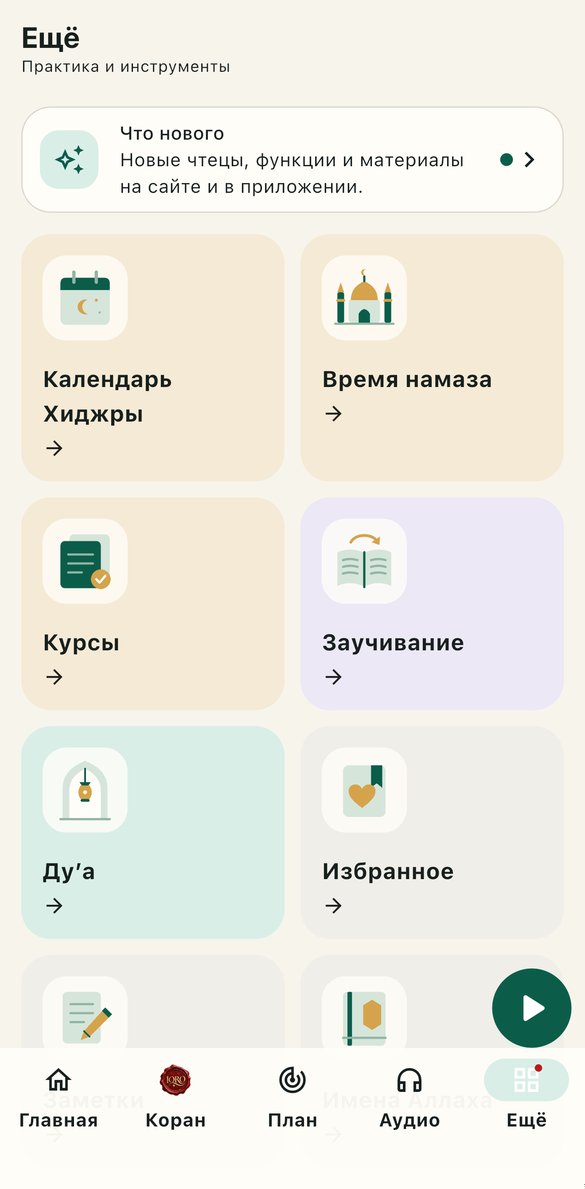 Ещё
Практика и инструменты
Что нового
Новые чтецы, функции и материалы
на сайте и в приложении.
Календарь
Хиджры
Время намаза
Курсы
Заучивание
Ду’а
Избранное
Заметки
Имена Аллаха
Главная
IQRO
Коран
План
Аудио
Ещё